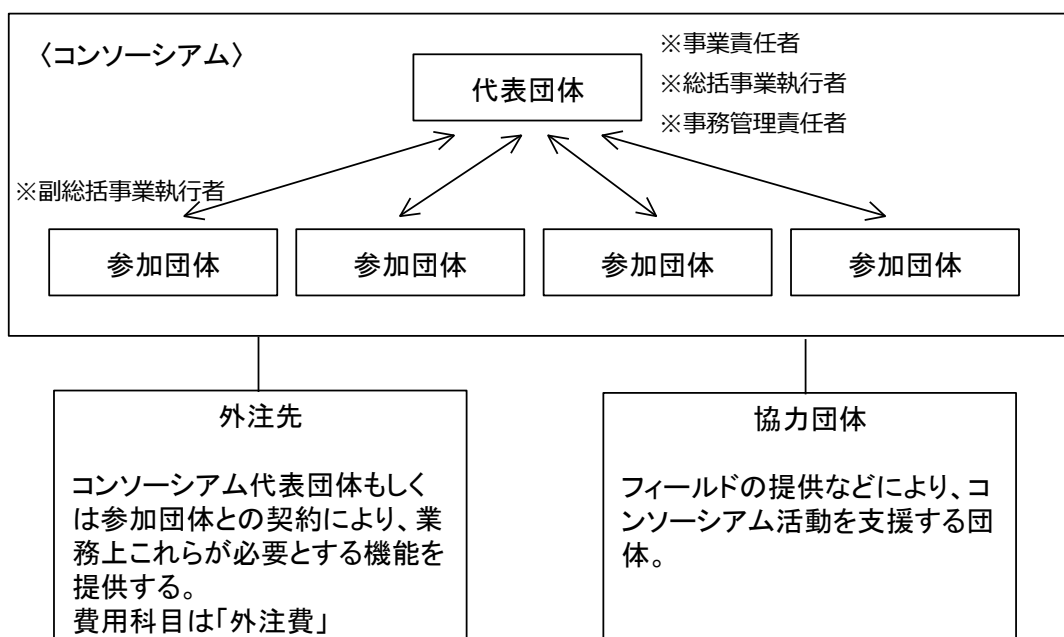 〈コンソーシアム〉
代表団体
※事業責任者
※総括事業執行者
※事務管理責任者
※副総括事業執行者
参加団体
参加団体
参加団体
参加団体
外注先
コンソーシアム代表団体もしく
は参加団体との契約により、業
務上これらが必要とする機能を
提供する。
費用科目は「外注費」
協力団体
フィールドの提供などにより、コ
ンソーシアム活動を支援する団
体。